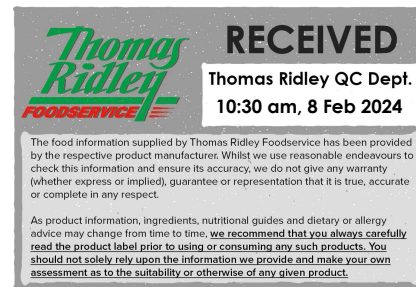 Thomas
Ridley
FOODSERVICE
RECEIVED
Thomas Ridley QC Dept.
10:30 am, 8 Feb 2024
The food information supplied by Thomas Ridley Foodservice has been provided
by the respective product manufacturer. Whilst we use reasonable endeavours to
check this information and ensure its accuracy, we do not give any warranty
(whether express or implied), guarantee or representation that it is true, accurate
or complete in any respect.
As product information, ingredients, nutritional guides and dietary or allergy
advice may change from time to time, we recommend that you always carefully
read the product label prior to using or consuming any such products. You
should not solely rely upon the information we provide and make your own
assessment as to the suitability or otherwise of any given product.